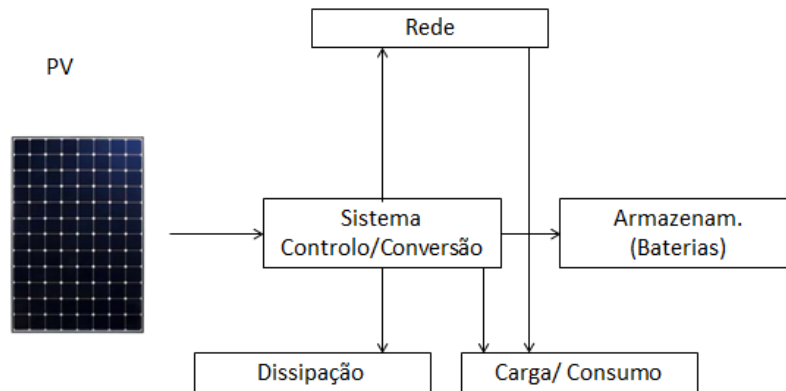 Rede
PV
Sistema
Controlo/Conversão
Armazenam.
(Baterias)
Dissipação
Carga/ Consumo